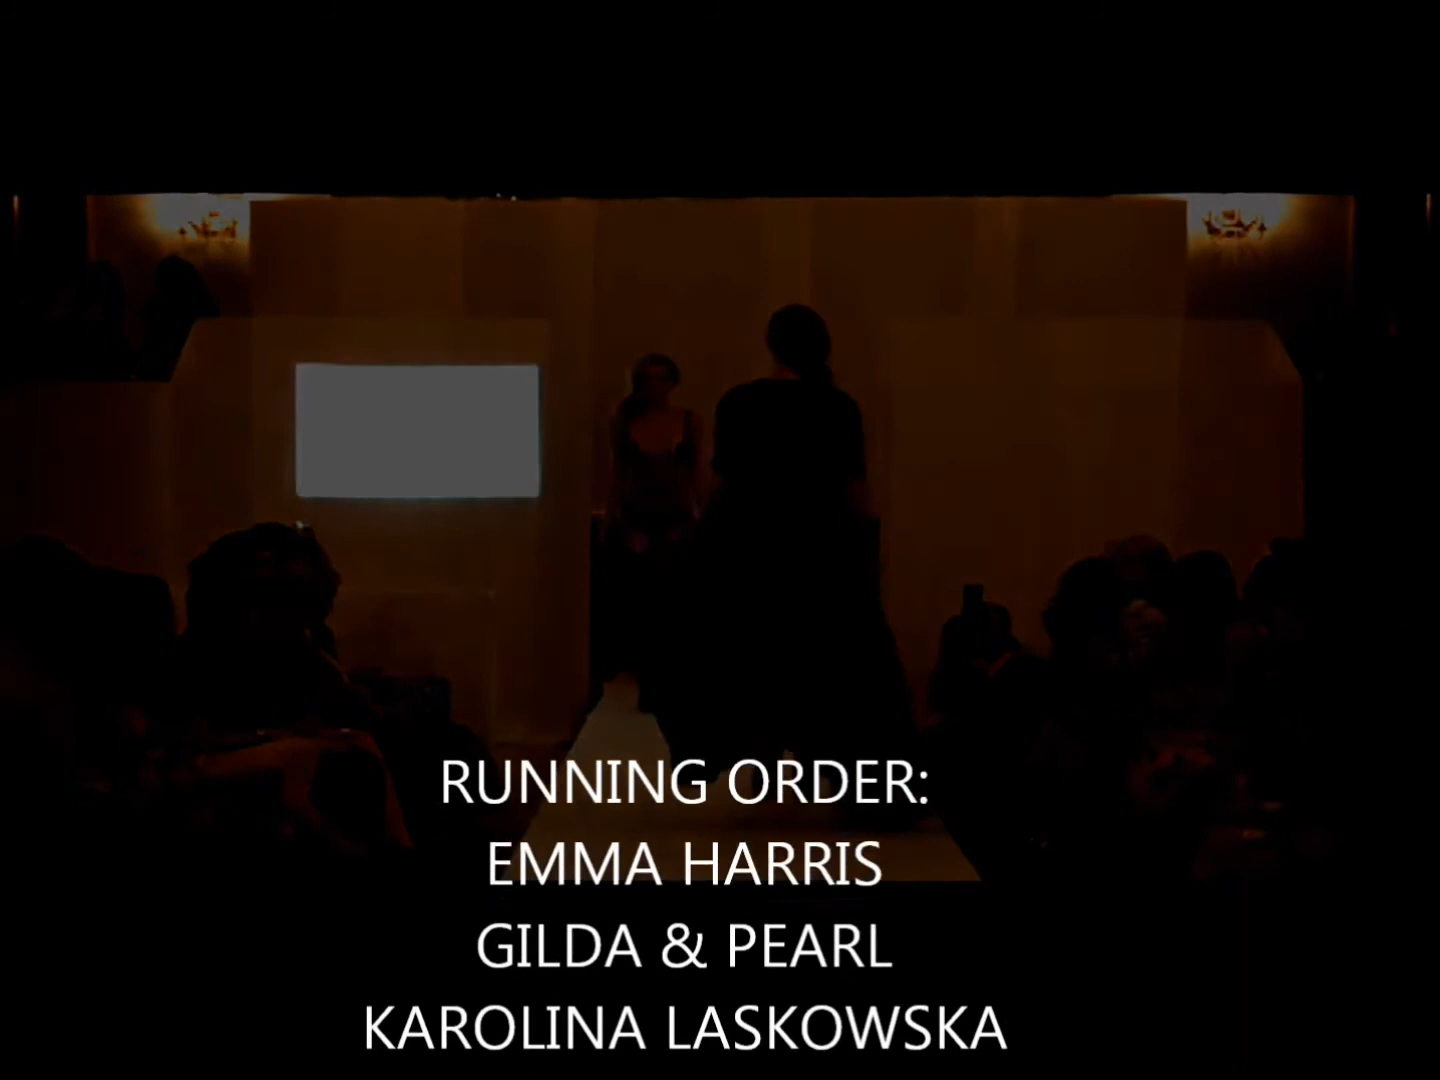 RUNNING ORDER:
EMMA HARRIS
GILDA & PEARL
KAROLINA LASKOWSKA